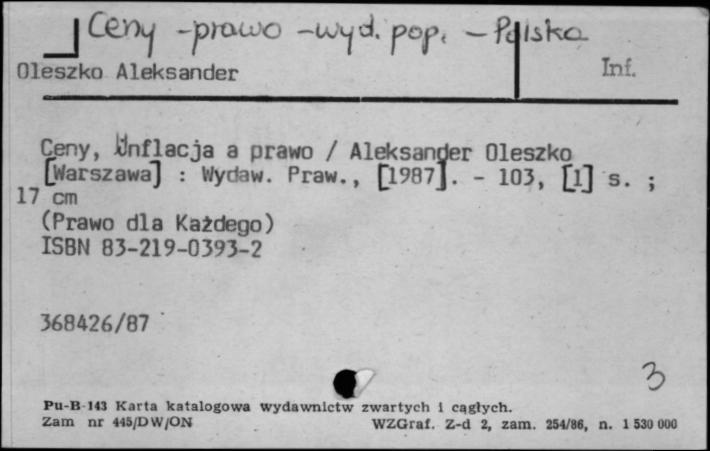 Ceny - prawo - wyd. pop. - Polska
Oleszko Aleksander
Inf.
Ceny, inflacja a prawo / Aleksander Oleszko
[Warszawa] : Wydaw. Praw., [1987]. - 103, [1] s. ;
17 cm
(Prawo dla Każdego)
ISBN 83-219-0393-2
368426/87
3
Pu-B-143 Karta katalogowa wydawnictw zwartych i cągłych.
Zam nr 445/DW/ON WZGraf. Z-d 2, zam. 254/86, n. 1 530 000